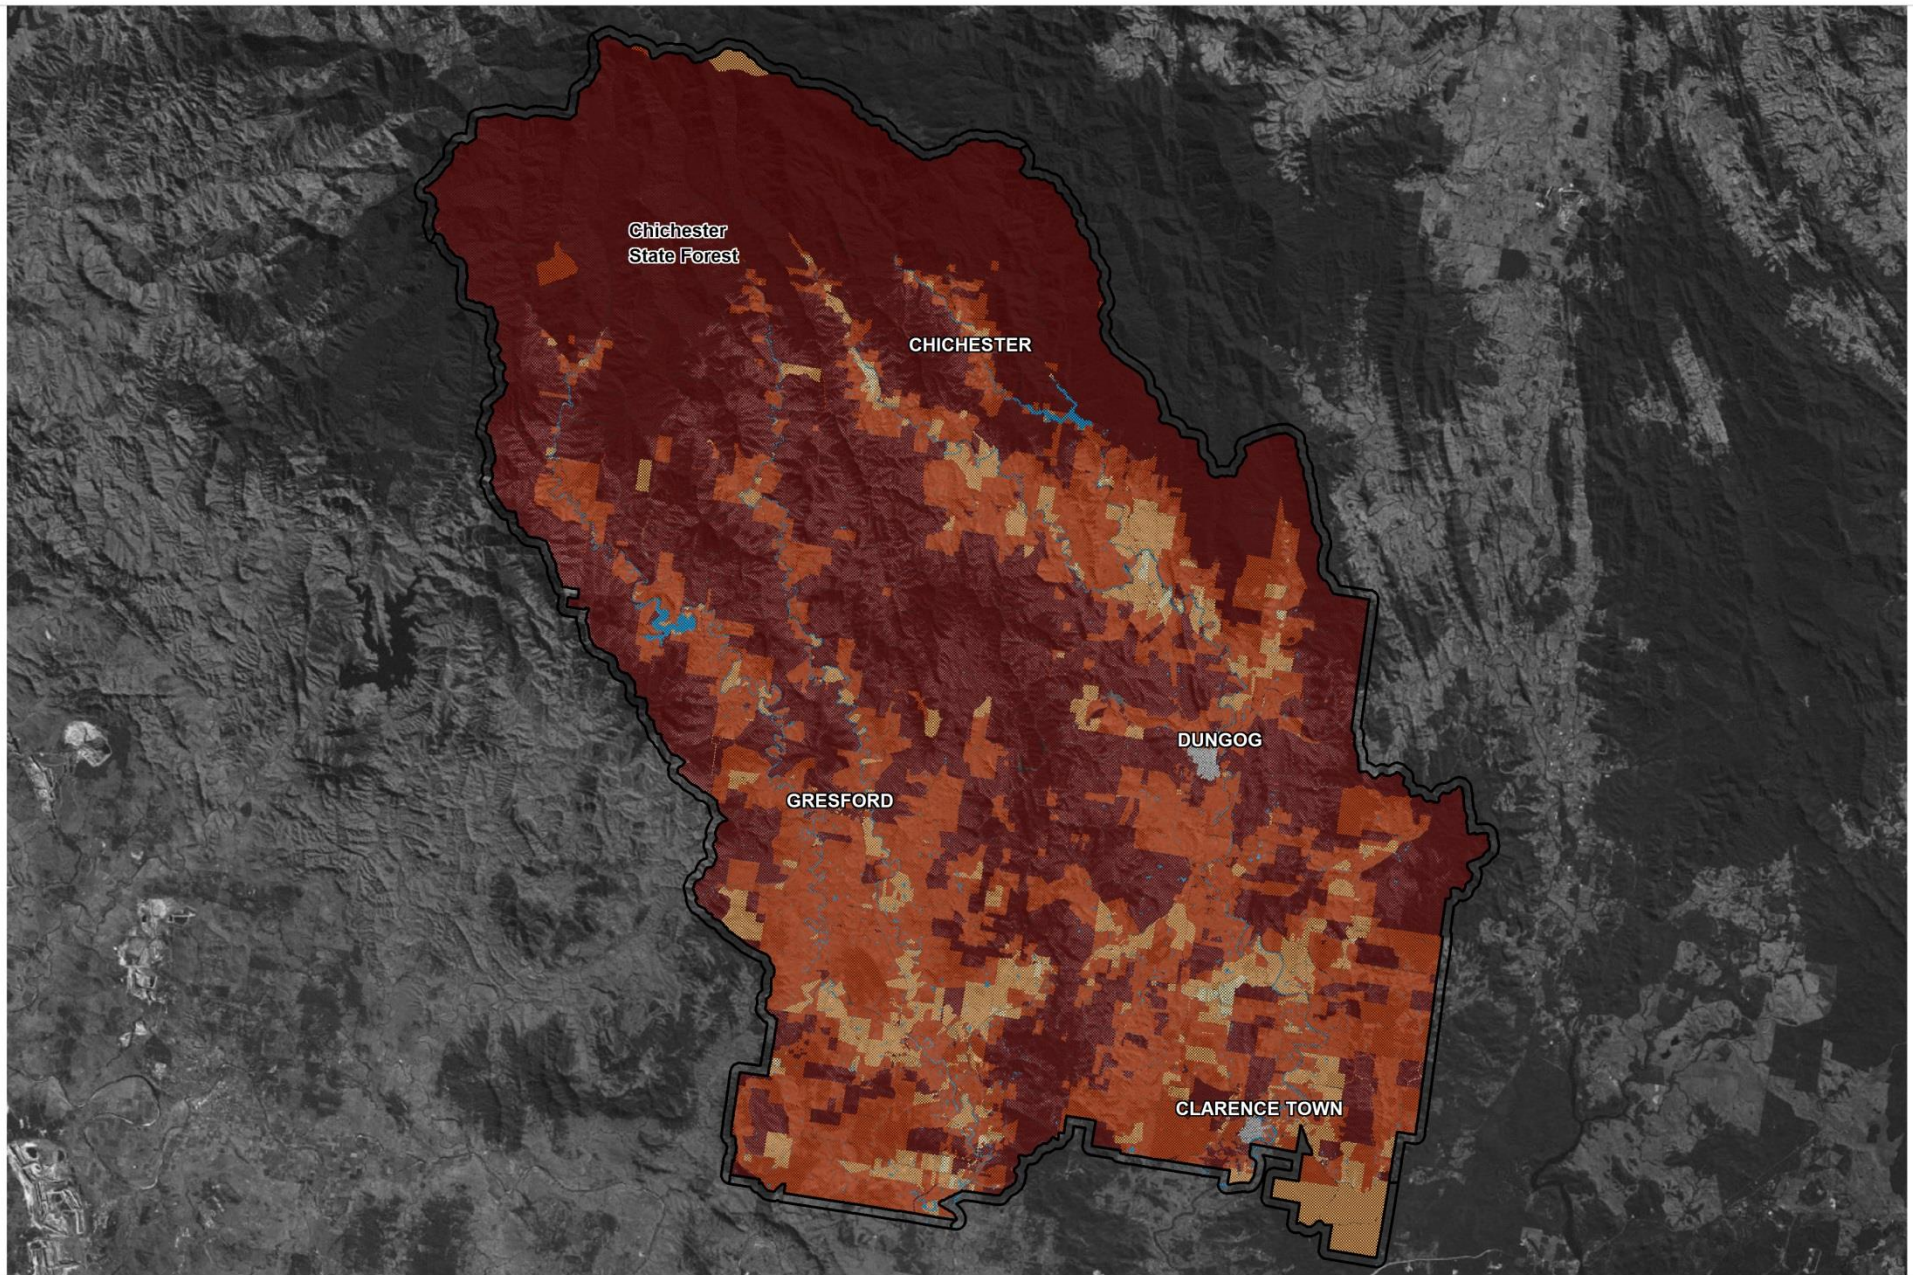 Chichester
State Forest
CHICHESTER
DUNGOG
GRESFORD
CLARENCE TOWN